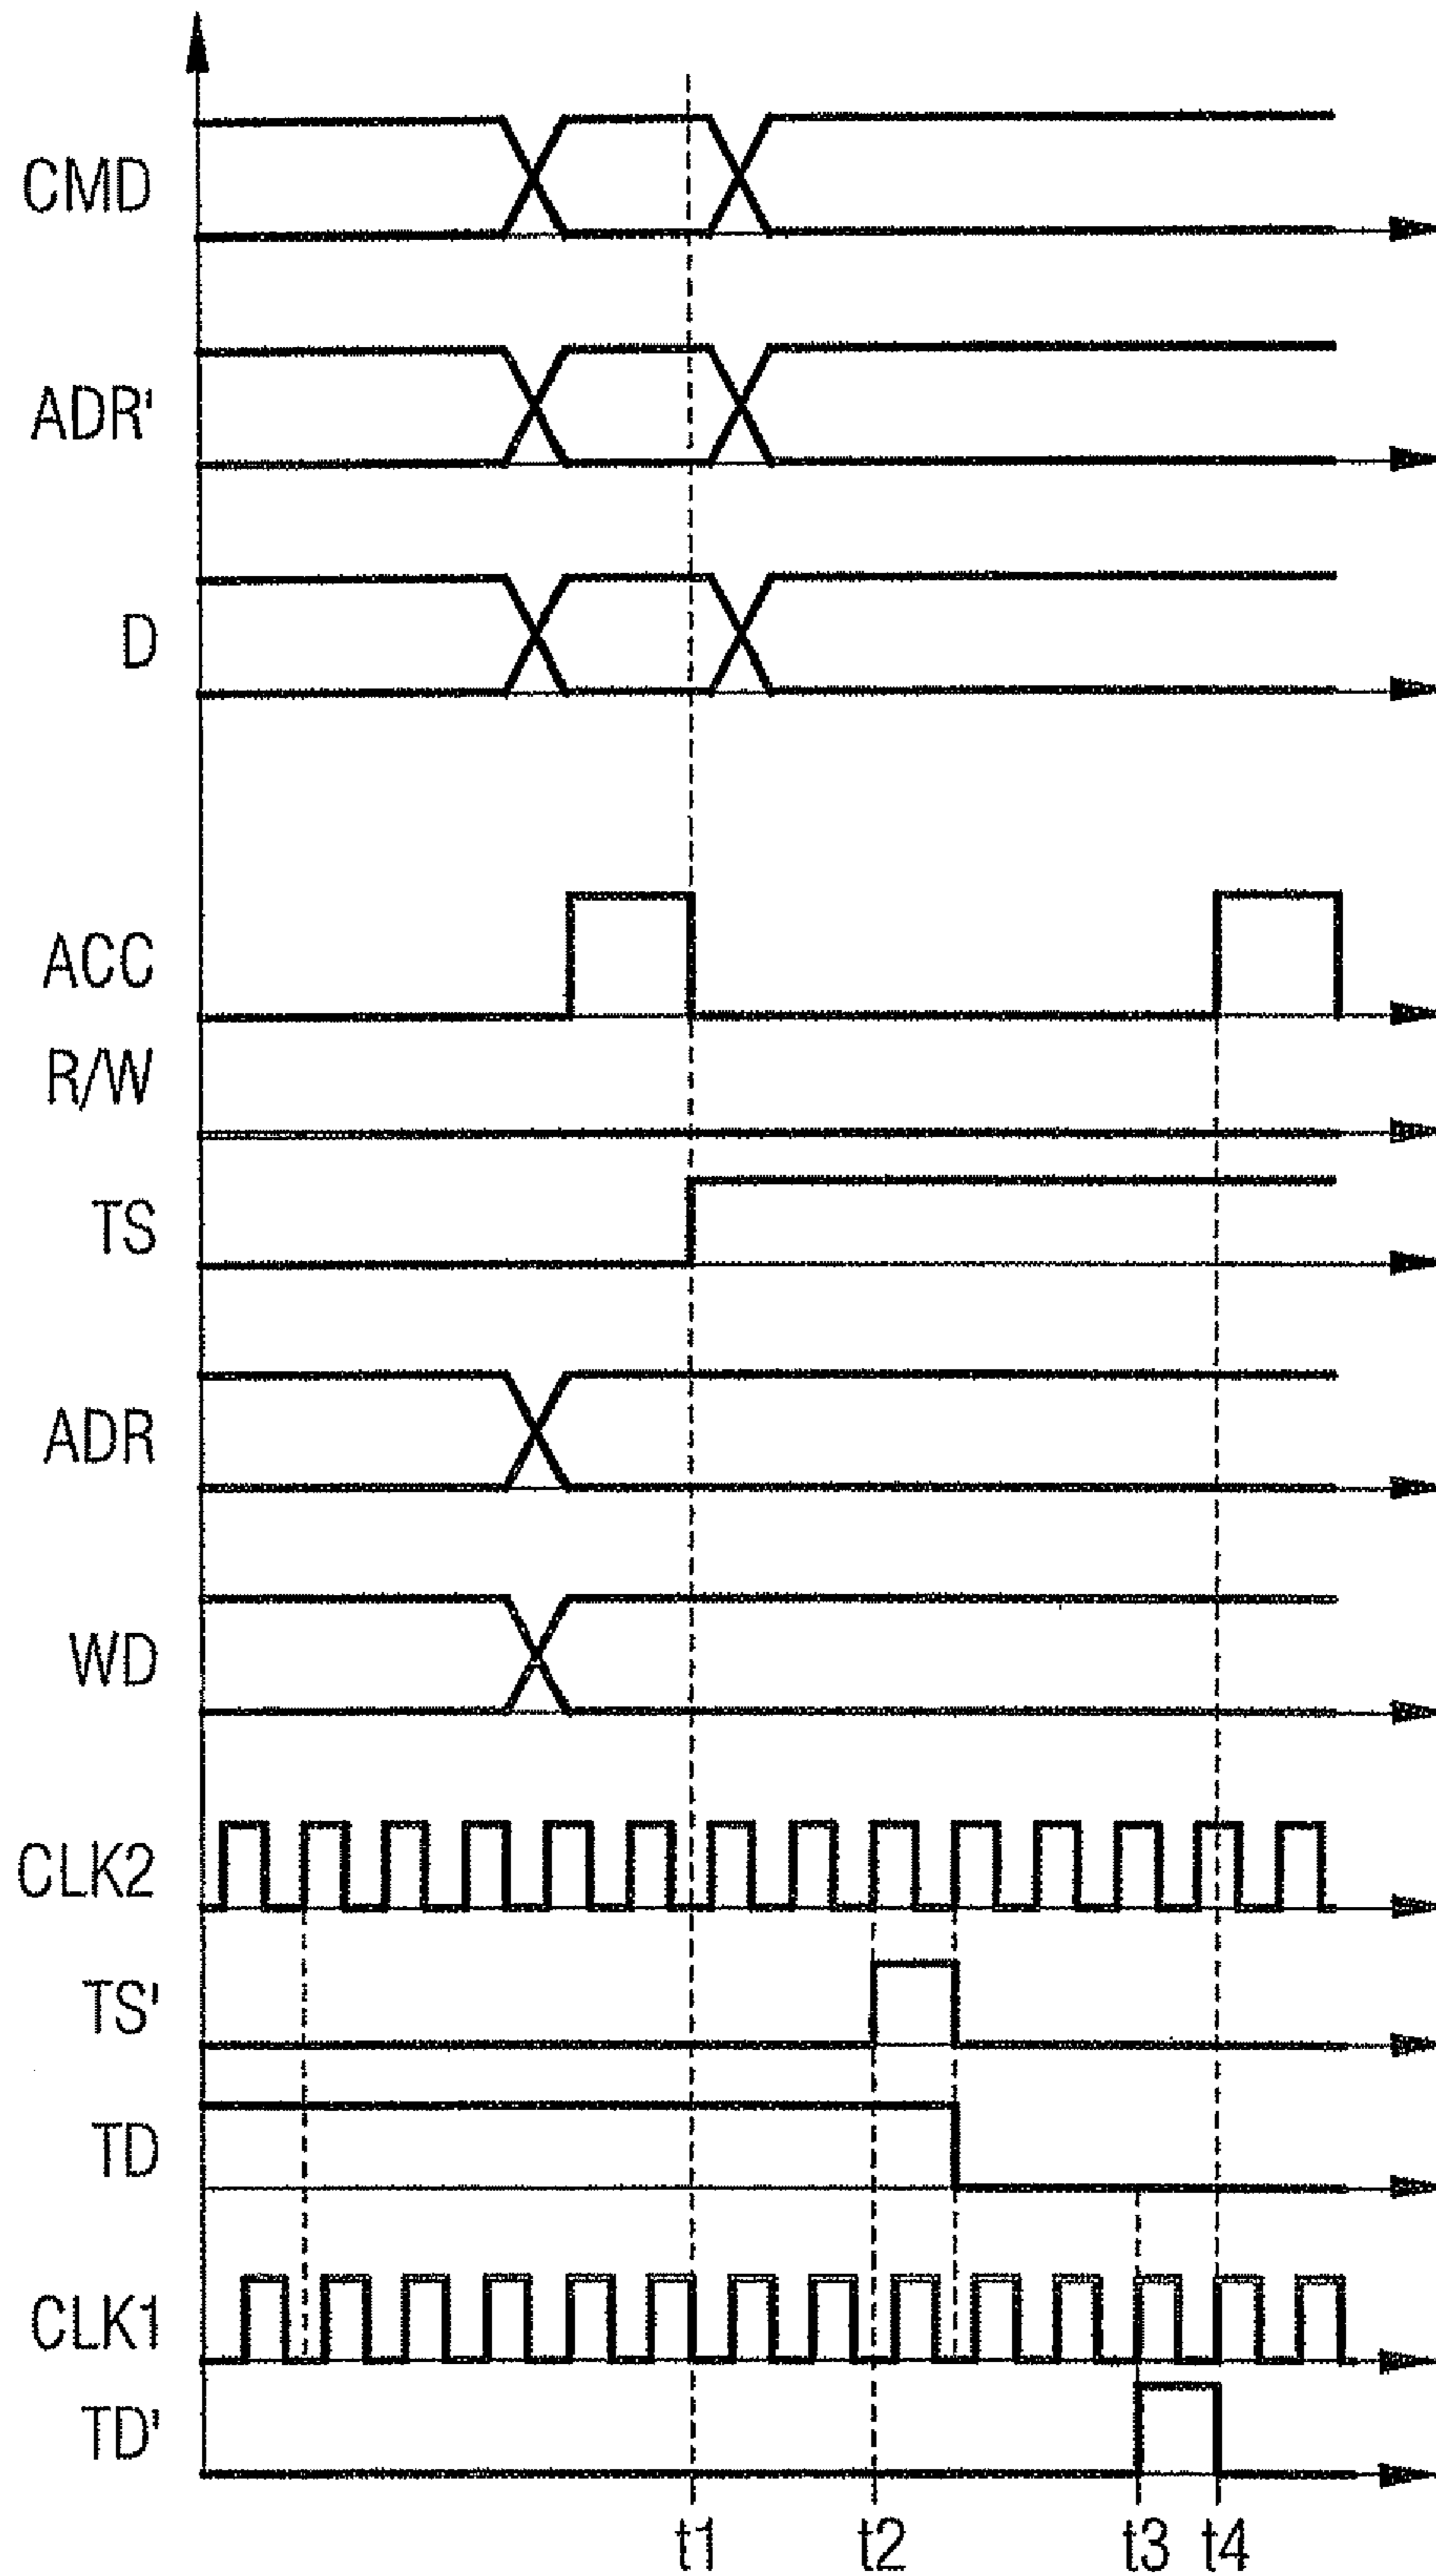 CMD
ADR'
D
ACC
R/W
TS
ADR
WD
CLK2
TS'
TD
CLK1
TD'
t1 t2 t3 t4